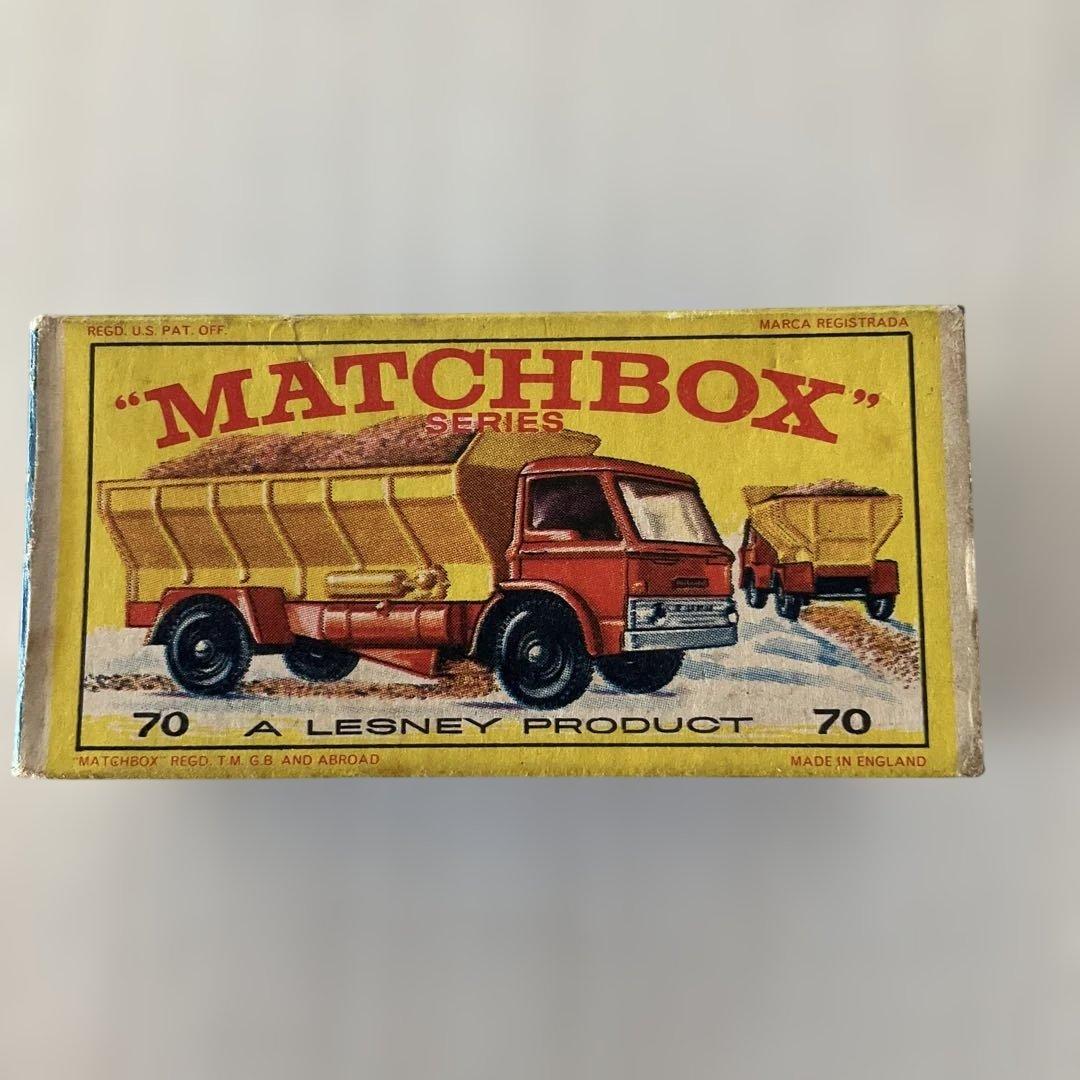 REGD. U.S. PAT. OFF.
MARCA REGISTRADA
"MATCHBOX"
SERIES
70 A LESNEY PRODUCT 70
"MATCHBOX" REGD. T.M. G.B. AND ABROAD
MADE IN ENGLAND